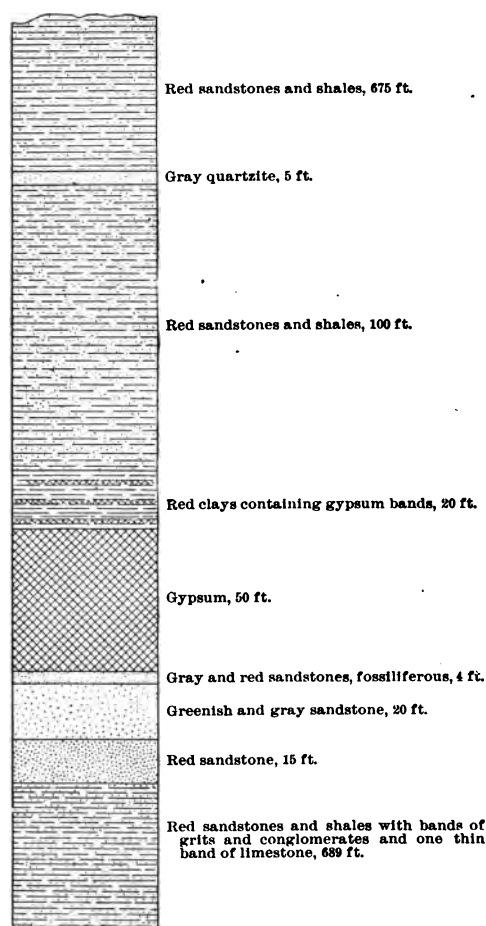 Red sandstones and shales, 675 ft.
Gray quartzite, 5 ft.
Red sandstones and shales, 100 ft.
Red clays containing gypsum bands, 20 ft.
Gypsum, 50 ft.
Gray and red sandstones, fossiliferous, 4 ft.
Greenish and gray sandstone, 20 ft.
Red sandstone, 15 ft.
Red sandstones and shales with bands of
grits and conglomerates and one thin
band of limestone, 689 ft.